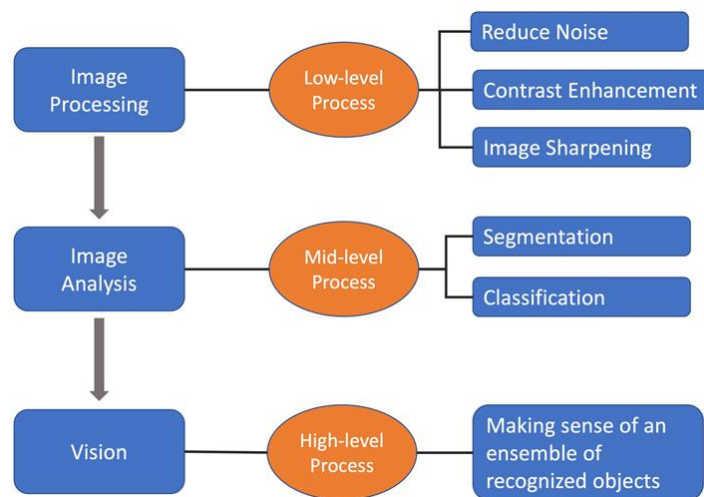 Image
Processing
Low-level
Process
Reduce Noise
Contrast Enhancement
Image Sharpening
Image
Analysis
Mid-level
Process
Segmentation
Classification
Vision
High-level
Process
Making sense of an
ensemble of
recognized objects